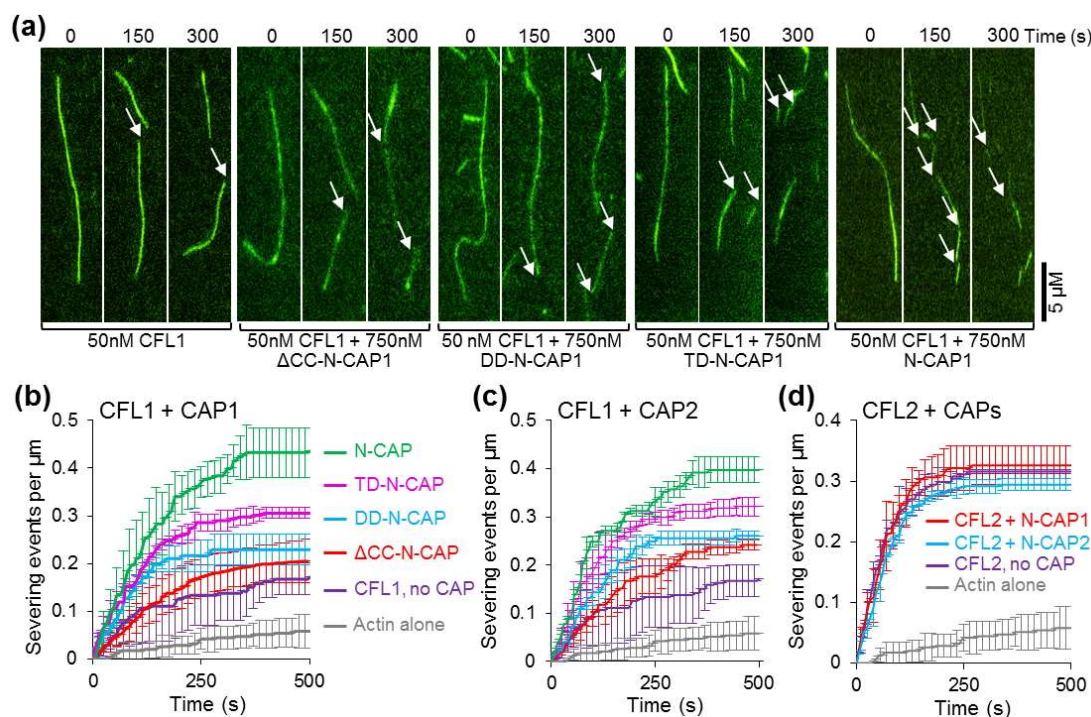 (a)
0 150 300 0 150 300 0 150 300 0 150 300 0 150 300 Time (s)
5 µM
50nM CFL1
50nM CFL1 + 750nM
ΔCC-N-CAP1
50 nM CFL1 + 750nM
DD-N-CAP1
50nM CFL1 + 750nM
TD-N-CAP1
50nM CFL1 + 750nM
N-CAP1
(b)
CFL1 + CAP1
Severing events per µm
0.5
0.4
0.3
0.2
0.1
0
0 250 500
Time (s)
N-CAP
TD-N-CAP
DD-N-CAP
ΔCC-N-CAP
CFL1, no CAP
Actin alone
(c)
CFL1 + CAP2
Severing events per µm
0.5
0.4
0.3
0.2
0.1
0
0 250 500
Time (s)
(d)
CFL2 + CAPs
Severing events per µm
0.4
0.3
0.2
0.1
0
0 250 500
Time (s)
CFL2 + N-CAP1
CFL2 + N-CAP2
CFL2, no CAP
Actin alone